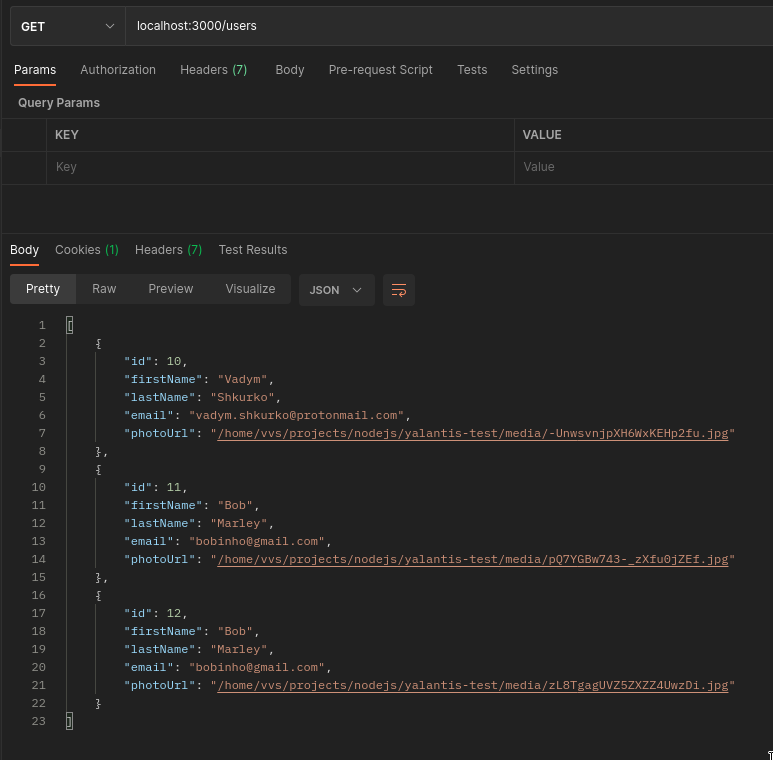 GET localhost:3000/users
Params Authorization Headers (7) Body Pre-request Script Tests Settings
Query Params
KEY VALUE
Key Value
Body Cookies (1) Headers (7) Test Results
Pretty Raw Preview Visualize JSON
1 [
2 {
3 "id": 10,
4 "firstName": "Vadym",
5 "lastName": "Shkurko",
6 "email": "vadym.shkurko@protonmail.com",
7 "photoUrl": "/home/vvs/projects/nodejs/yalantis-test/media/-UnwsvnjpXH6WxKEHp2fu.jpg"
8 },
9 {
10 "id": 11,
11 "firstName": "Bob",
12 "lastName": "Marley",
13 "email": "bobinho@gmail.com",
14 "photoUrl": "/home/vvs/projects/nodejs/yalantis-test/media/pQ7YGBw743-_zXfu0jZEf.jpg"
15 },
16 {
17 "id": 12,
18 "firstName": "Bob",
19 "lastName": "Marley",
20 "email": "bobinho@gmail.com",
21 "photoUrl": "/home/vvs/projects/nodejs/yalantis-test/media/zL8TgagUVZ5ZXZZ4UwzDi.jpg"
22 }
23 ]